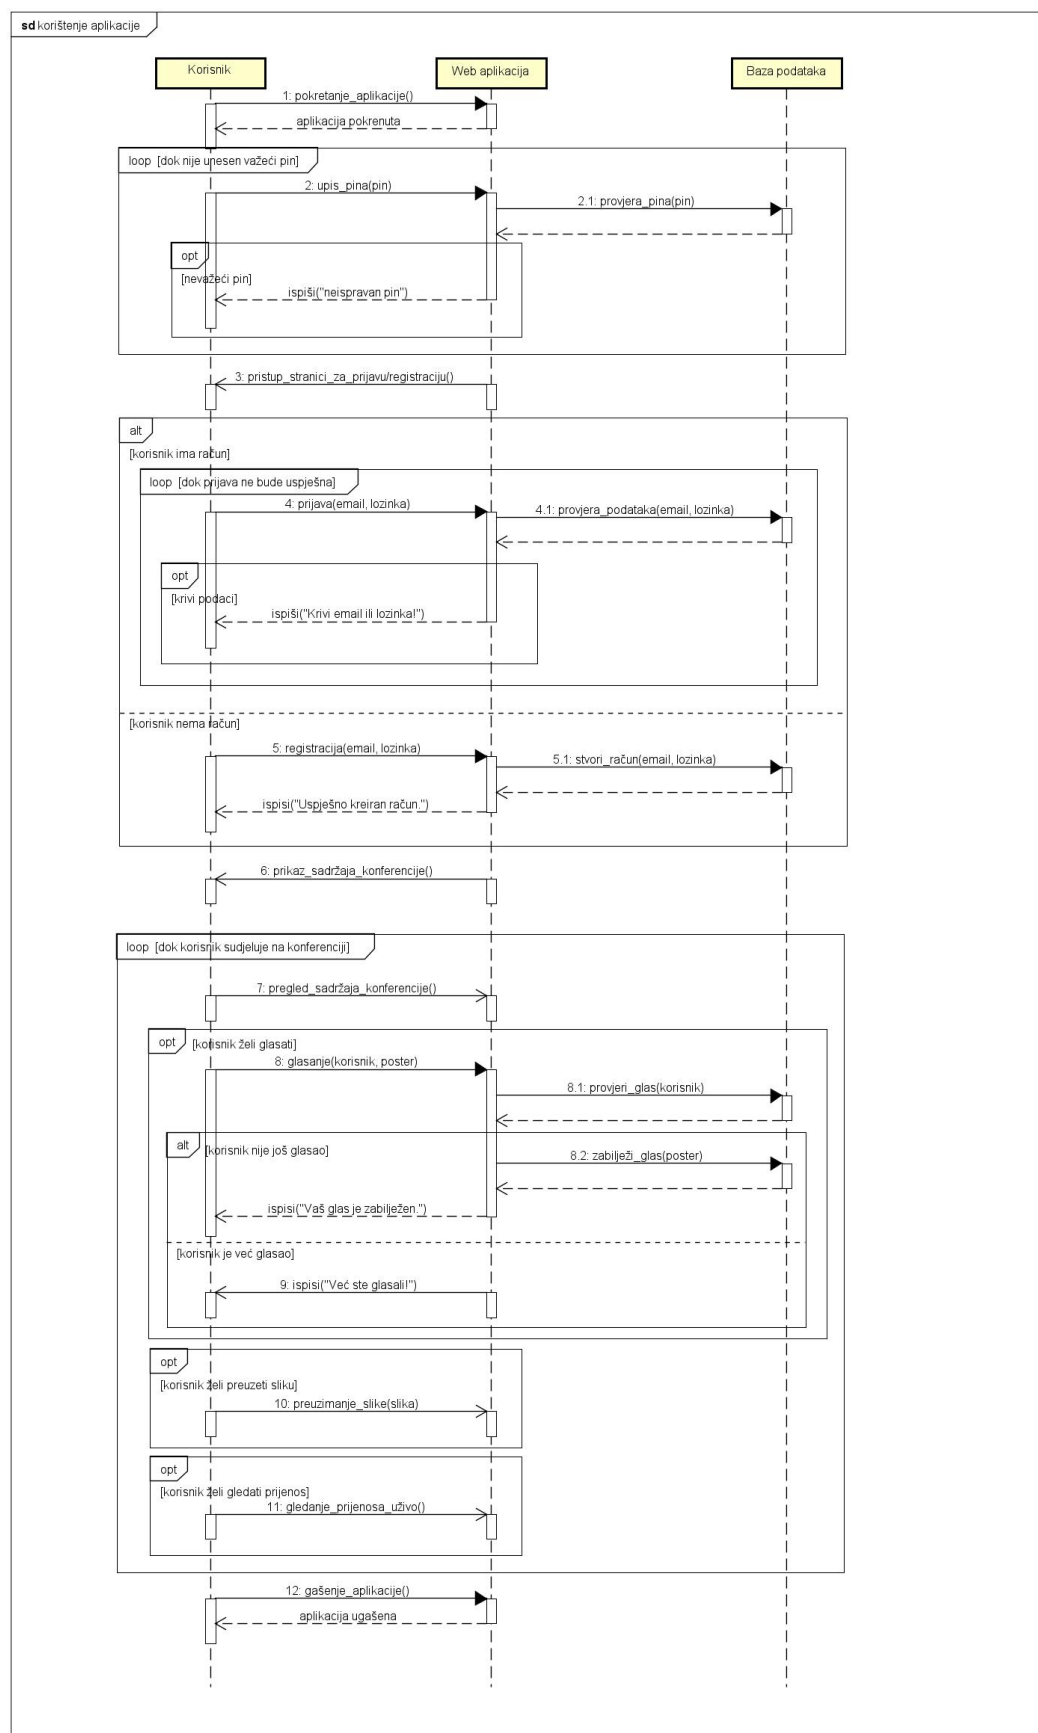 sd korištenje aplikacije
Korisnik
Web aplikacija
Baza podataka
1: pokretanje_aplikacije()
aplikacija pokrenuta
loop [dok nije unesen važeći pin]
2: upis_pina(pin)
2.1: provjera_pina(pin)
opt
[nevažeći pin]
ispiši("neispravan pin")
3: pristup_stranici_za_prijavu/registraciju()
alt
[korisnik ima račun]
loop [dok prijava ne bude uspješna]
4: prijava(email, lozinka)
4.1: provjera_podataka(email, lozinka)
opt
[krivi podaci]
ispiši("Krivi email ili lozinka!")
[korisnik nema račun]
5: registracija(email, lozinka)
5.1: stvori_račun(email, lozinka)
ispisi("Uspješno kreiran račun.")
6: prikaz_sadržaja_konferencije()
loop [dok korisnik sudjeluje na konferenciji]
7: pregled_sadržaja_konferencije()
opt [korisnik želi glasati]
8: glasanje(korisnik, poster)
8.1: provjeri_glas(korisnik)
alt [korisnik nije još glasao]
8.2: zabilježi_glas(poster)
ispisi("Vaš glas je zabilježen.")
[korisnik je već glasao]
9: ispisi("Već ste glasali!")
opt
[korisnik želi preuzeti sliku]
10: preuzimanje_slike(slika)
opt
[korisnik želi gledati prijenos]
11: gledanje_prijenosa_uživo()
12: gašenje_aplikacije()
aplikacija ugašena